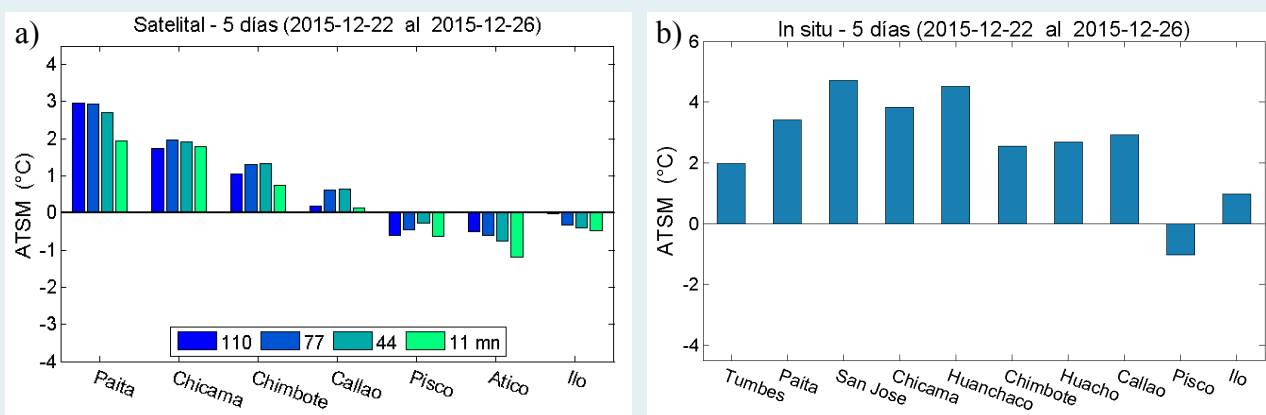 a)
Satelital - 5 días (2015-12-22 al 2015-12-26)
ATSM (°C)
4
3
2
1
0
-1
-2
-3
-4
110 77 44 11 mn
Paita Chicama Chimbote Callao Pisco Atico Ilo
b)
In situ - 5 días (2015-12-22 al 2015-12-26)
ATSM (°C)
6
4
2
0
-2
-4
Tumbes Paita San Jose Chicama Huanchaco Chimbote Huacho Callao Pisco Ilo